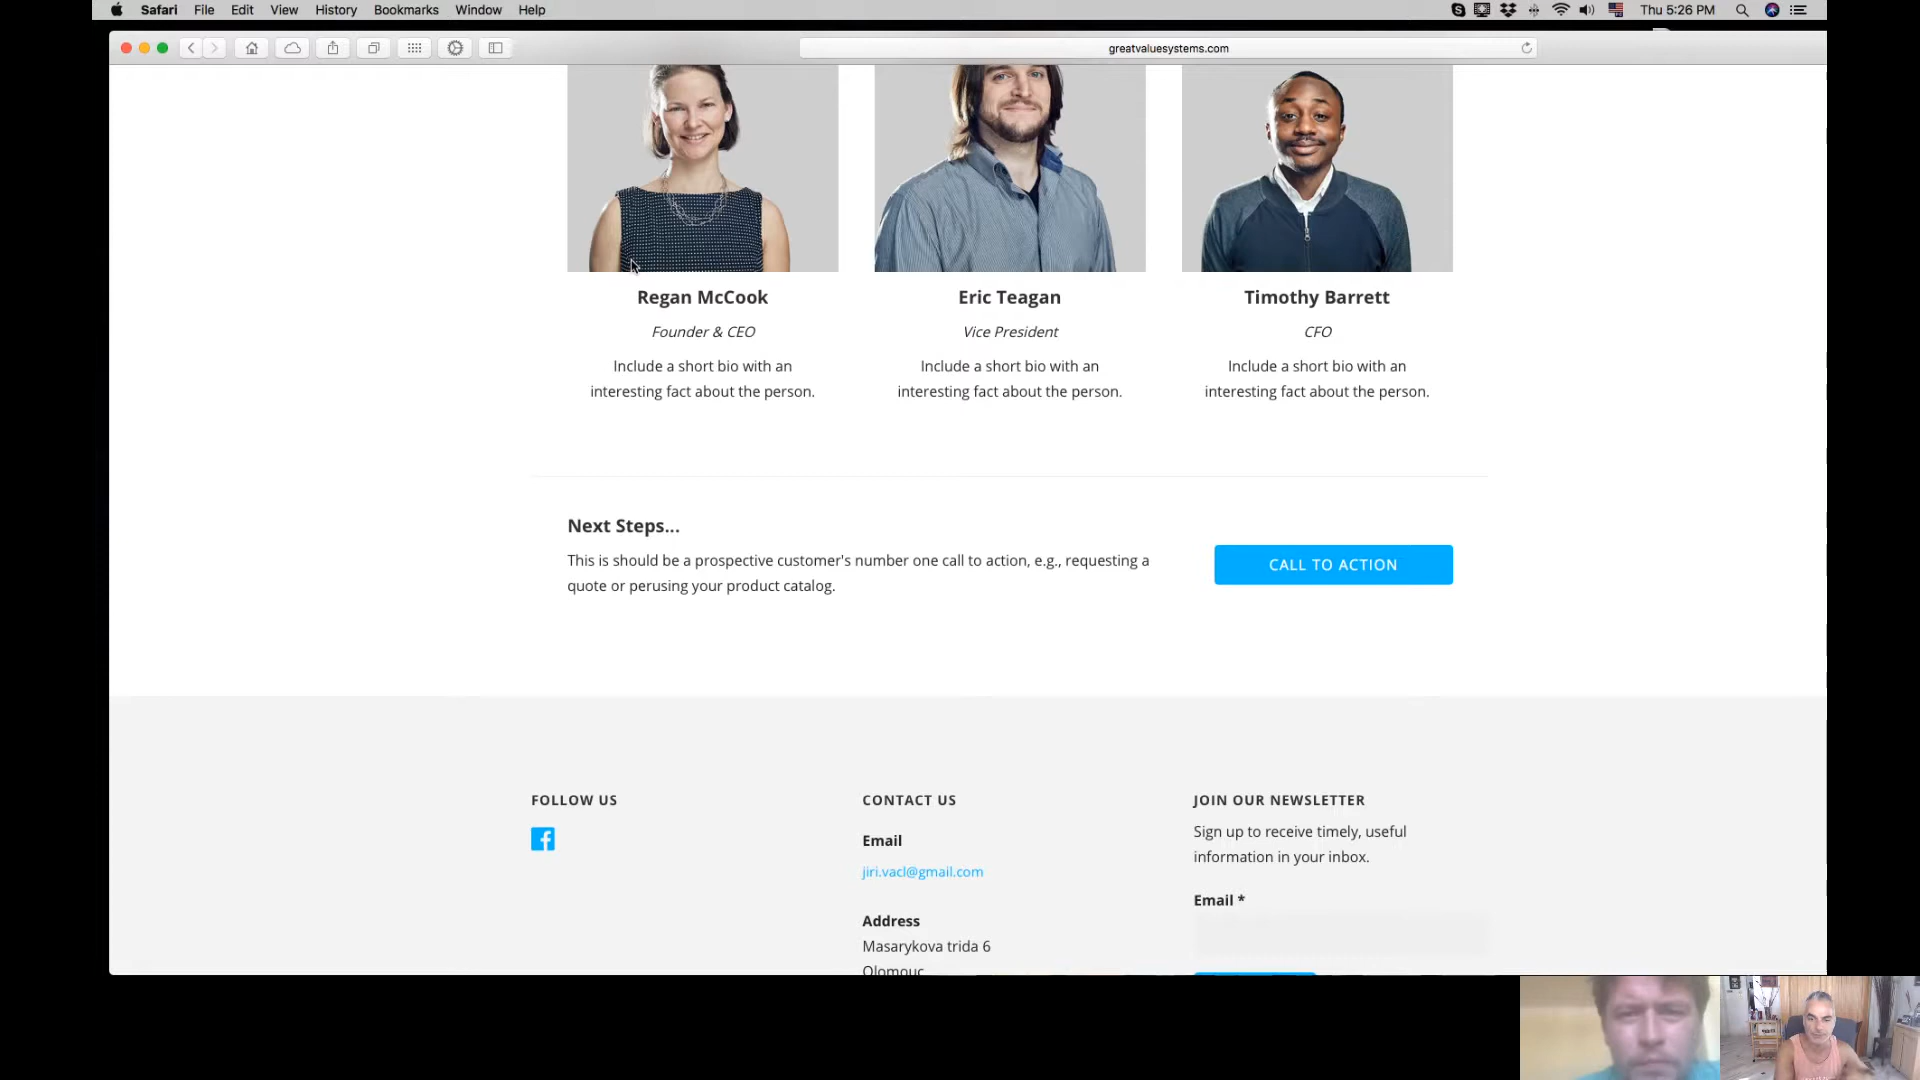 Safari File Edit View History Bookmarks Window Help Thu 5:26 PM
greatvaluesystems.com
Regan McCook
Founder & CEO
Include a short bio with an
interesting fact about the person.
Eric Teagan
Vice President
Include a short bio with an
interesting fact about the person.
Timothy Barrett
CFO
Include a short bio with an
interesting fact about the person.
Next Steps...
This is should be a prospective customer's number one call to action, e.g., requesting a
quote or perusing your product catalog.
CALL TO ACTION
FOLLOW US
CONTACT US
Email
jiri.vacl@gmail.com
Address
Masarykova trida 6
Olomouc
JOIN OUR NEWSLETTER
Sign up to receive timely, useful
information in your inbox.
Email *